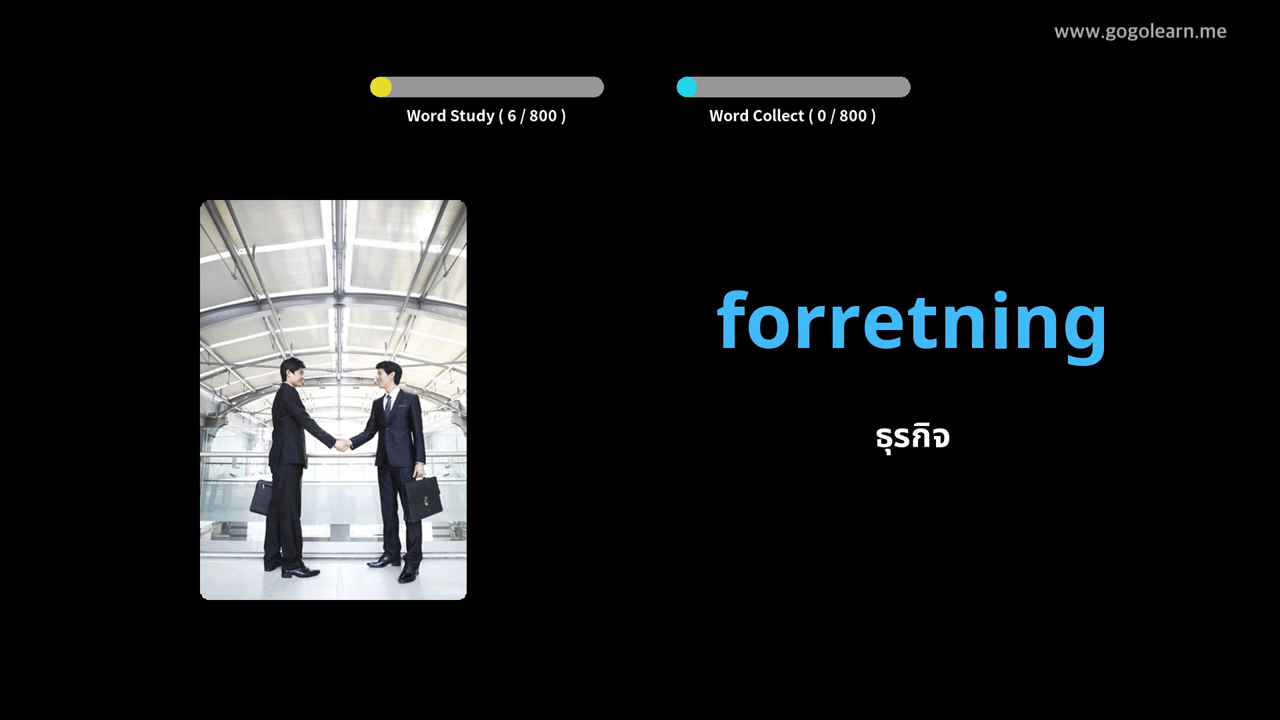 www.gogolearn.me
Word Study ( 6 / 800 )
Word Collect ( 0 / 800 )
forretning
ธุรกิจ